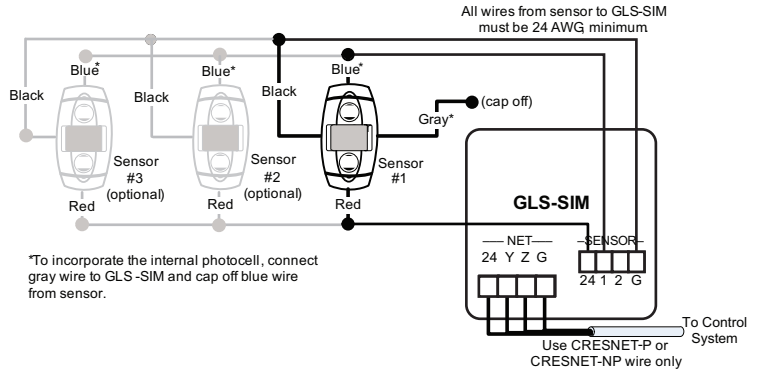 All wires from sensor to GLS-SIM
must be 24 AWG, minimum.
Blue*
Blue*
Blue*
Black
Black
Black
(cap off)
Gray*
Sensor
#3
(optional)
Sensor
#2
(optional)
Sensor
#1
Red
Red
Red
GLS-SIM
NET
SENSOR
24 Y Z G
24 1 2 G
*To incorporate the internal photocell, connect
gray wire to GLS -SIM and cap off blue wire
from sensor.
To Control
System
Use CRESNET-P or
CRESNET-NP wire only